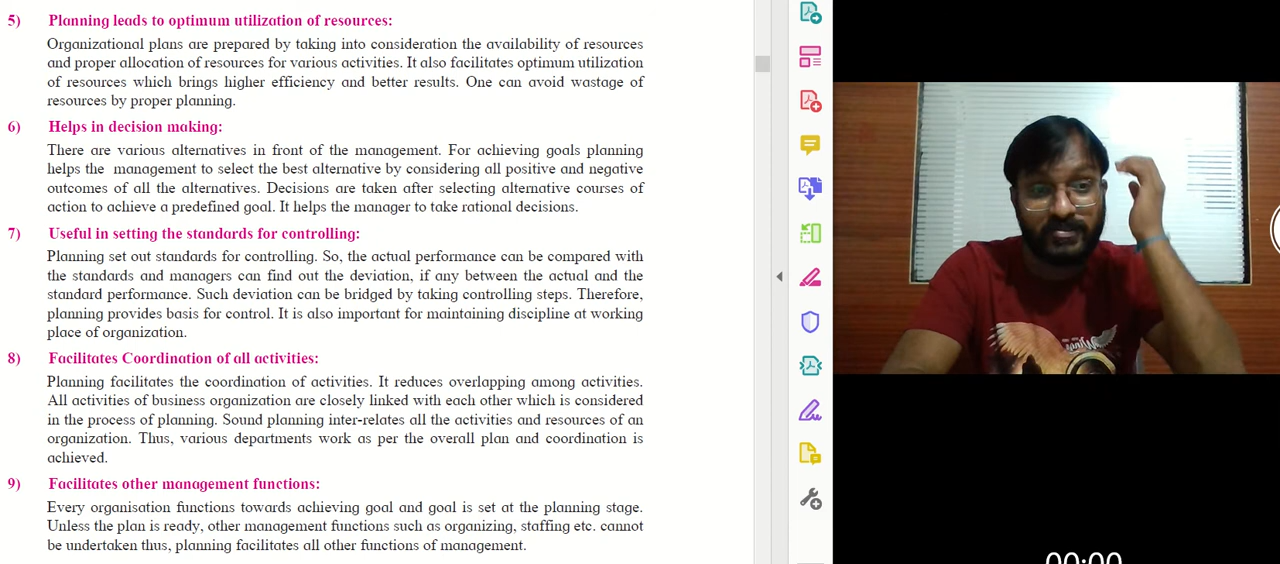 5) Planning leads to optimum utilization of resources:
Organizational plans are prepared by taking into consideration the availability of resources
and proper allocation of resources for various activities. It also facilitates optimum utilization
of resources which brings higher efficiency and better results. One can avoid wastage of
resources by proper planning.
6) Helps in decision making:
There are various alternatives in front of the management. For achieving goals planning
helps the management to select the best alternative by considering all positive and negative
outcomes of all the alternatives. Decisions are taken after selecting alternative courses of
action to achieve a predefined goal. It helps the manager to take rational decisions.
7) Useful in setting the standards for controlling:
Planning set out standards for controlling. So, the actual performance can be compared with
the standards and managers can find out the deviation, if any between the actual and the
standard performance. Such deviation can be bridged by taking controlling steps. Therefore,
planning provides basis for control. It is also important for maintaining discipline at working
place of organization.
8) Facilitates Coordination of all activities:
Planning facilitates the coordination of activities. It reduces overlapping among activities.
All activities of business organization are closely linked with each other which is considered
in the process of planning. Sound planning inter-relates all the activities and resources of an
organization. Thus, various departments work as per the overall plan and coordination is
achieved.
9) Facilitates other management functions:
Every organisation functions towards achieving goal and goal is set at the planning stage.
Unless the plan is ready, other management functions such as organizing, staffing etc. cannot
be undertaken thus, planning facilitates all other functions of management.
Wings
00:00